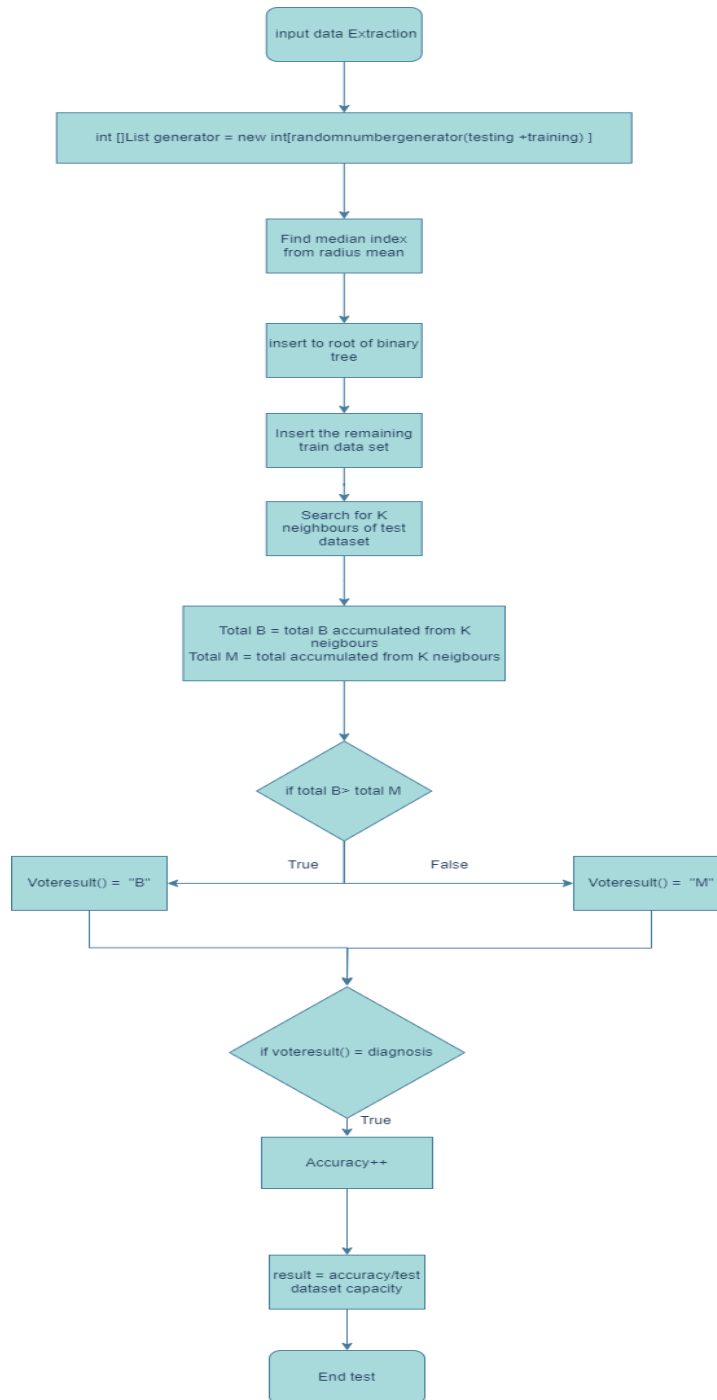 input data Extraction
int []List generator = new int[randomnumbergenerator(testing +training) ]
Find median index
from radius mean
insert to root of binary
tree
Insert the remaining
train data set
Search for K
neighbours of test
dataset
Total B = total B accumulated from K
neigbours
Total M = total accumulated from K neigbours
if total B> total M
True
False
Voteresult() = "B"
Voteresult() = "M"
if voteresult() = diagnosis
True
Accuracy++
result = accuracy/test
dataset capacity
End test